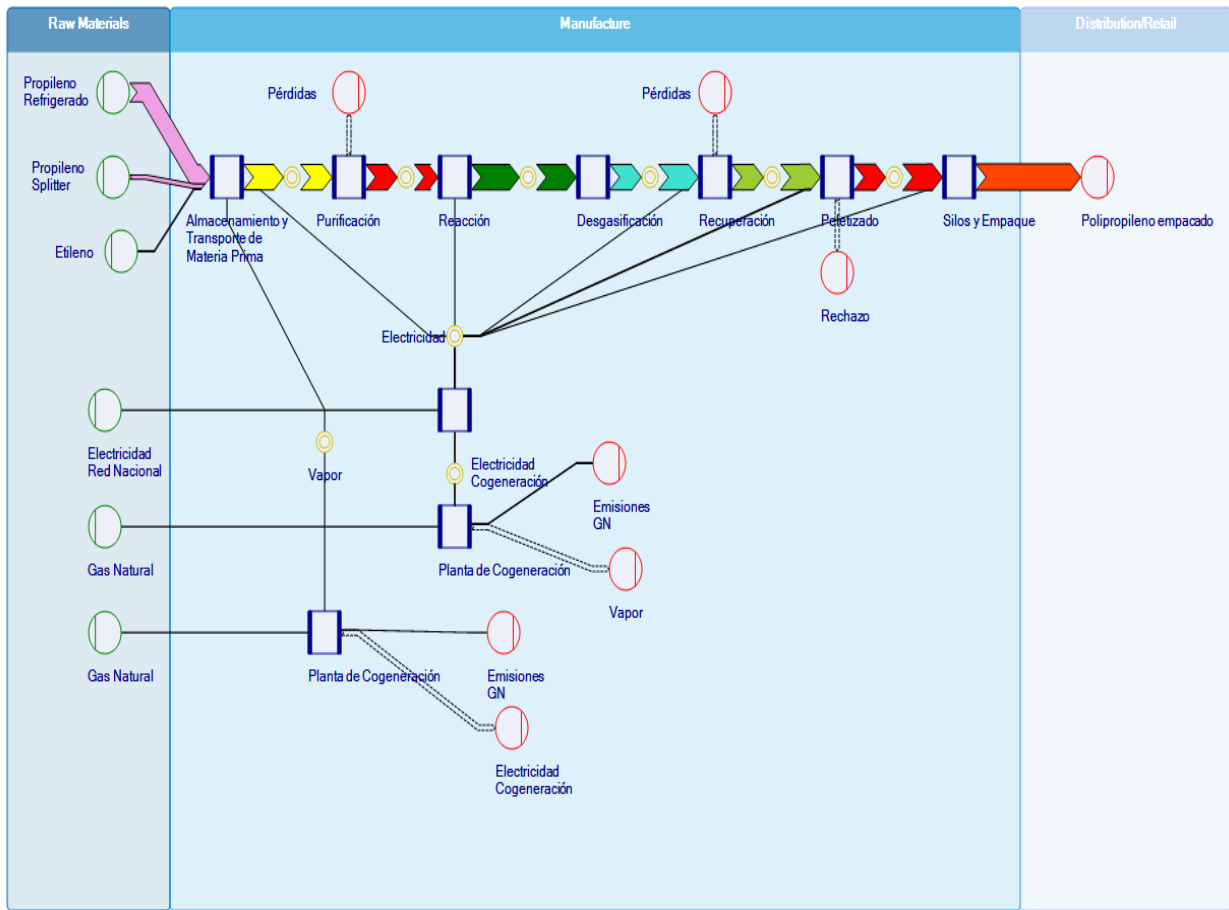 Raw Materials
Manufacture
Distribution/Retail
Propileno
Refrigerado
Pérdidas
Pérdidas
Propileno
Splitter
Almacenamiento y
Transporte de
Materia Prima
Purificación
Reacción
Desgasificación
Recuperación
Peletizado
Silos y Empaque
Polipropileno empacado
Etileno
Rechazo
Electricidad
Electricidad
Red Nacional
Vapor
Electricidad
Cogeneración
Emisiones
GN
Gas Natural
Planta de Cogeneración
Vapor
Gas Natural
Planta de Cogeneración
Emisiones
GN
Electricidad
Cogeneración